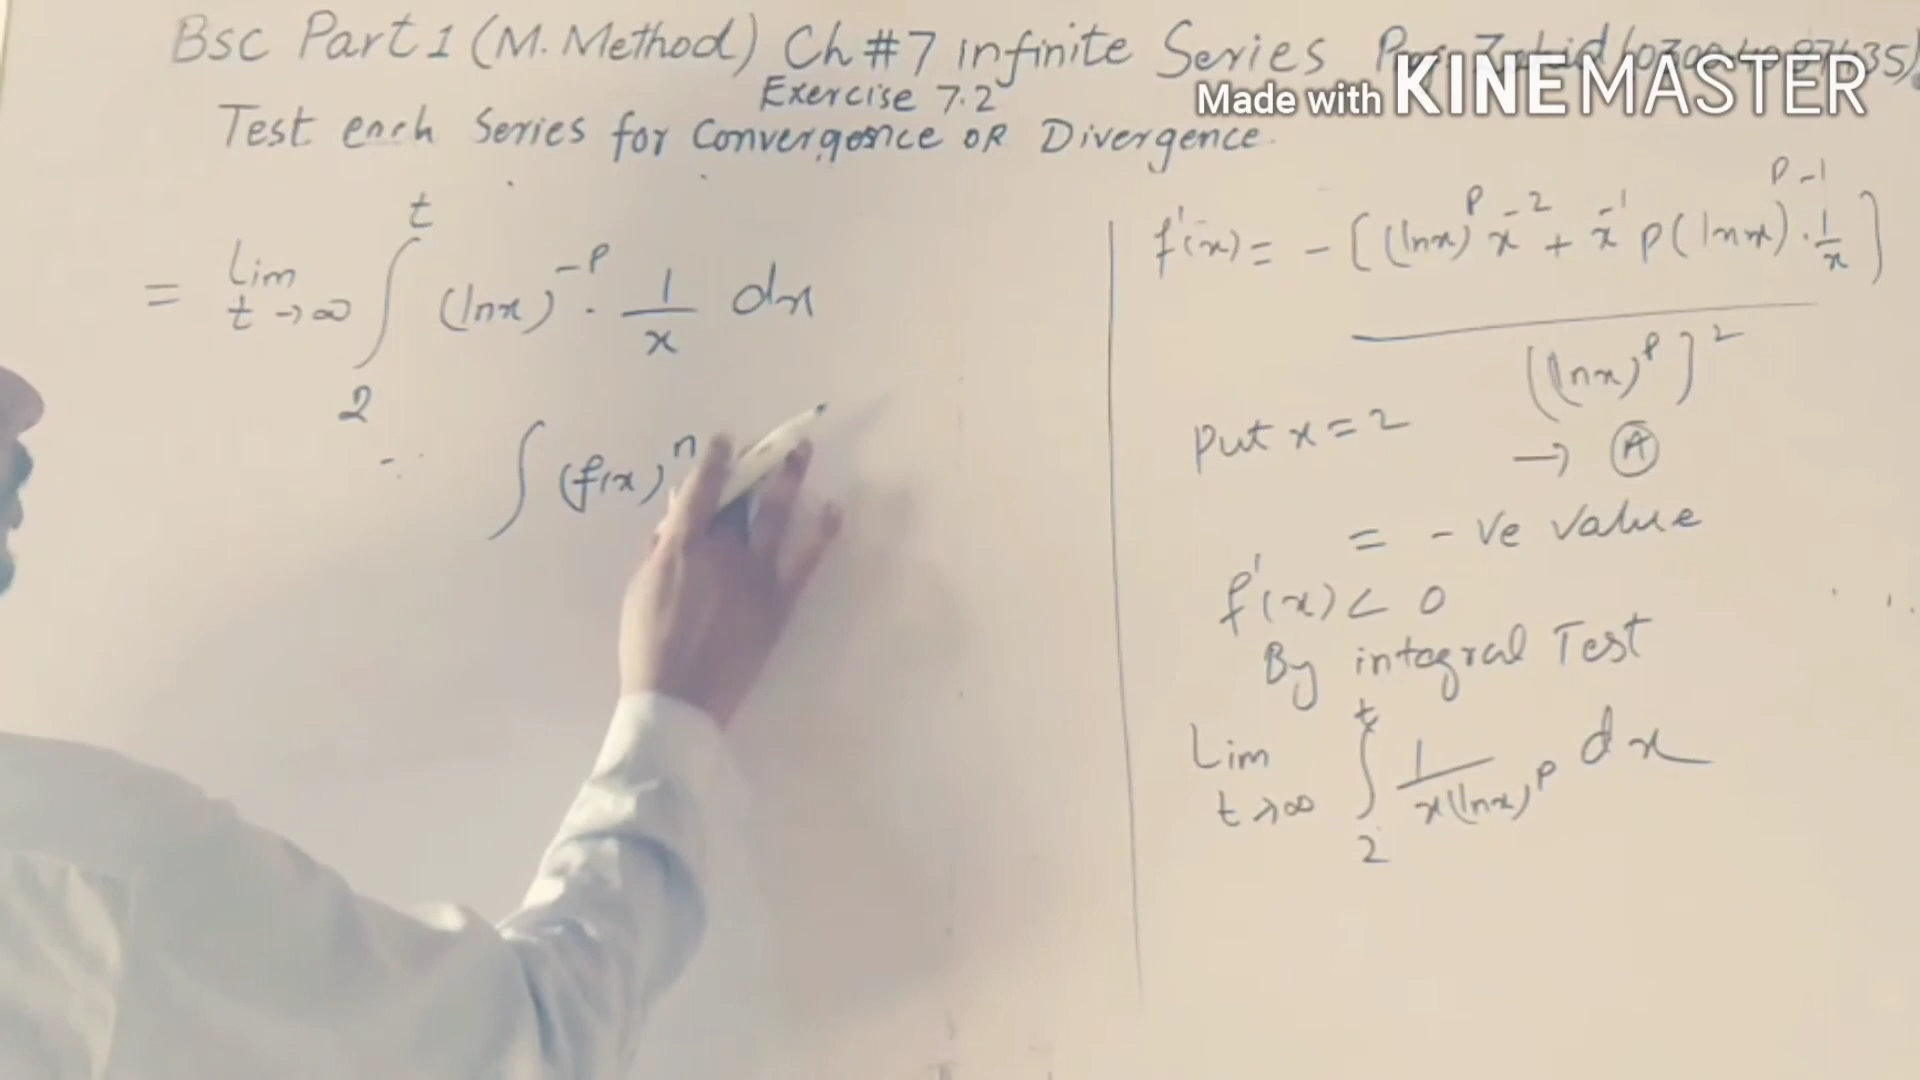 Bsc Part 1 (M. Method) Ch #7 infinite Series
Made with KINEMASTER
Exercise 7.2
Test each Series for Convergence OR Divergence.
= Lim t→∞ ∫₂ᵗ (lnx)^-p · 1/x dx
∫ (f(x))^n
f'(x) = - [(lnx)^p x^-2 + x^-1 p(lnx)^p-1 · 1/x]
[(lnx)^p]^2
Put x = 2 → Ⓐ
= -ve value
f'(x) < 0
By integral Test
Lim t→∞ ∫₂ᵗ 1/x(lnx)^p dx